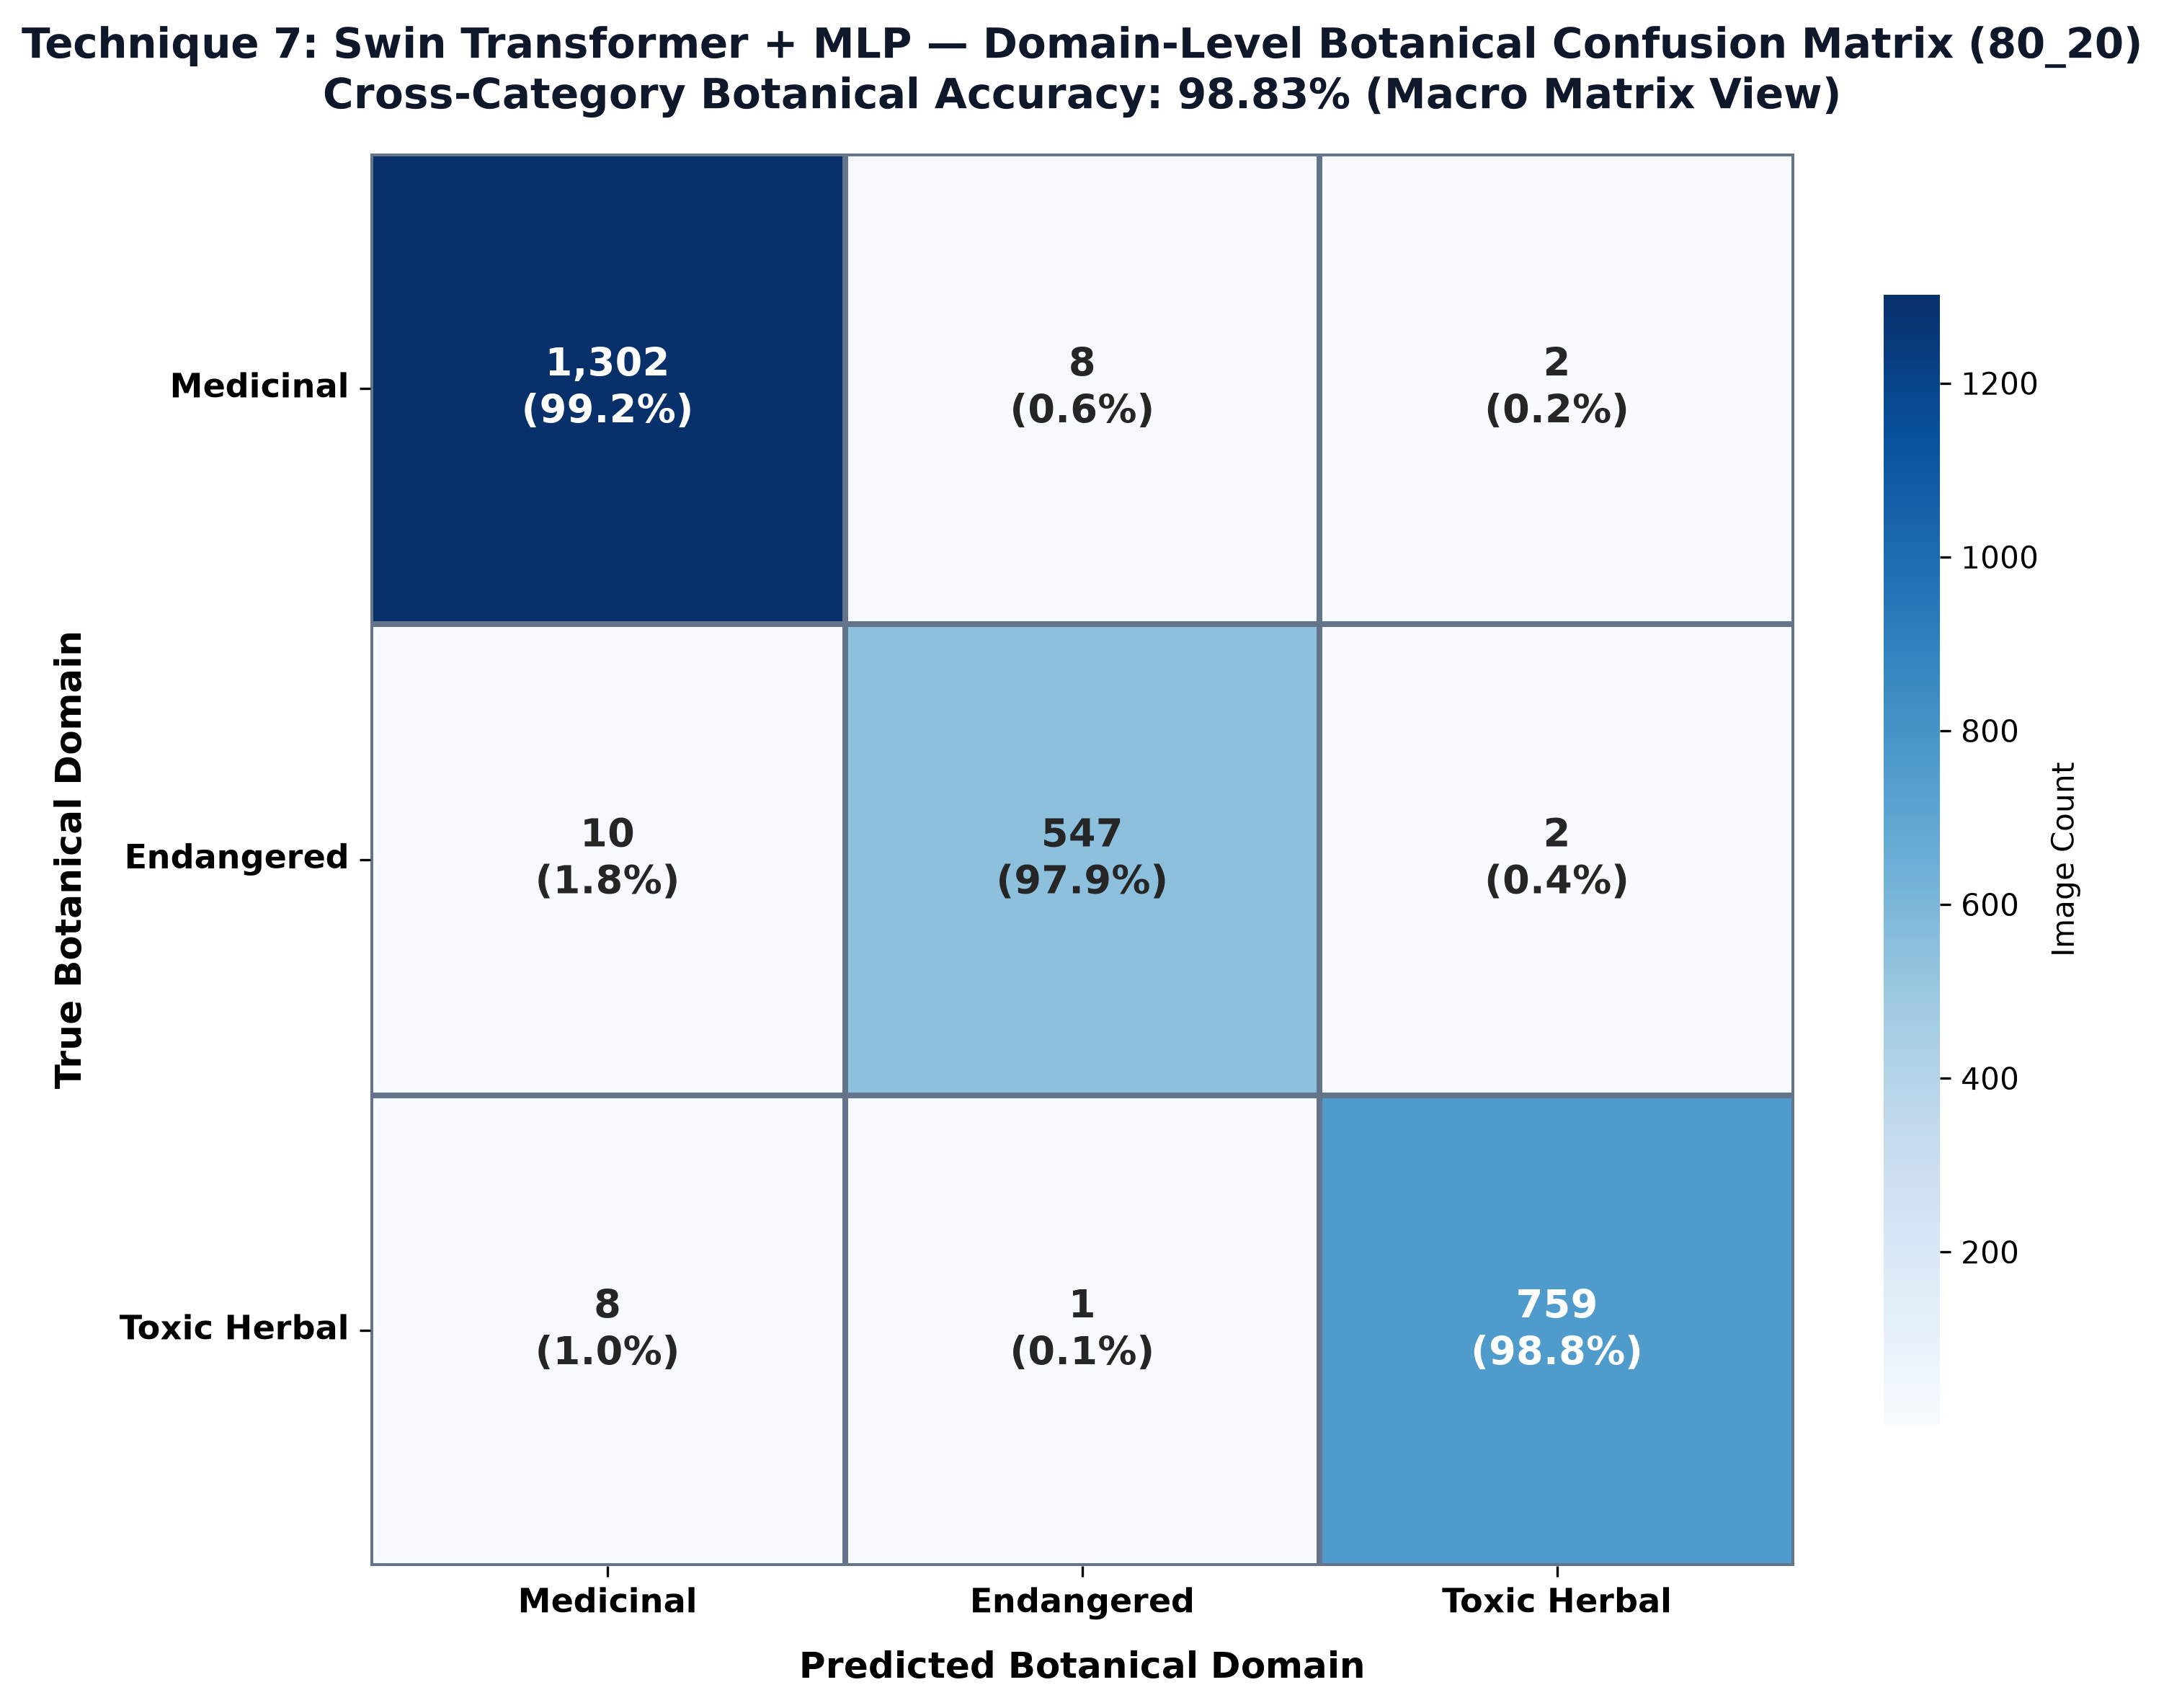 Technique 7: Swin Transformer + MLP — Domain-Level Botanical Confusion Matrix (80_20)
Cross-Category Botanical Accuracy: 98.83% (Macro Matrix View)
True Botanical Domain
Medicinal
1,302
(99.2%)
8
(0.6%)
2
(0.2%)
Endangered
10
(1.8%)
547
(97.9%)
2
(0.4%)
Toxic Herbal
8
(1.0%)
1
(0.1%)
759
(98.8%)
Medicinal
Endangered
Toxic Herbal
Predicted Botanical Domain
1200
1000
800
600
400
200
Image Count